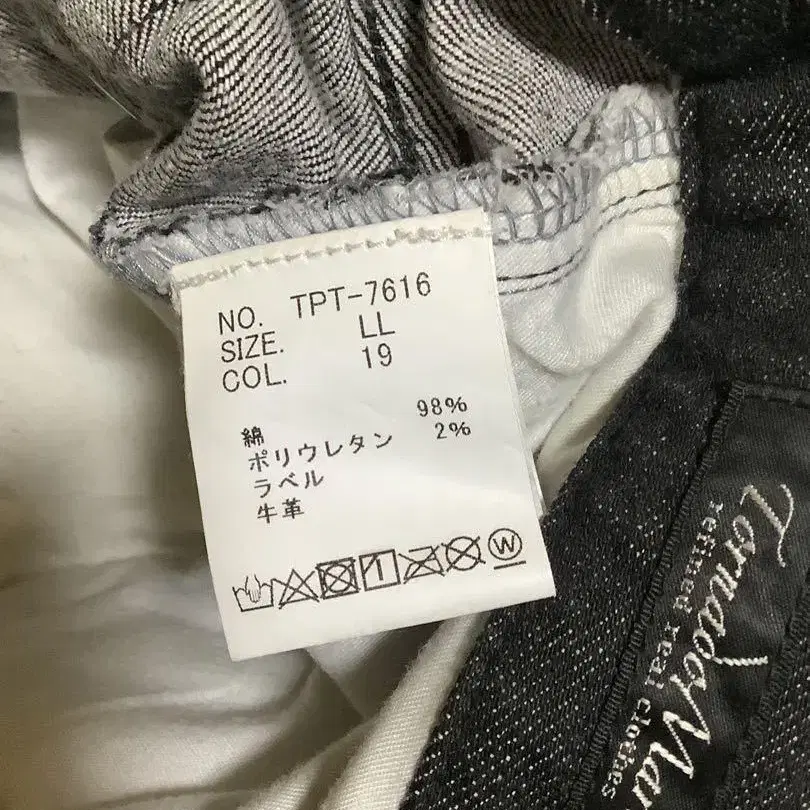 NO. TPT-7616
SIZE. LL
COL. 19
綿 98%
ポリウレタン 2%
ラベル
牛革
W
TornadoMar
refined real clothes